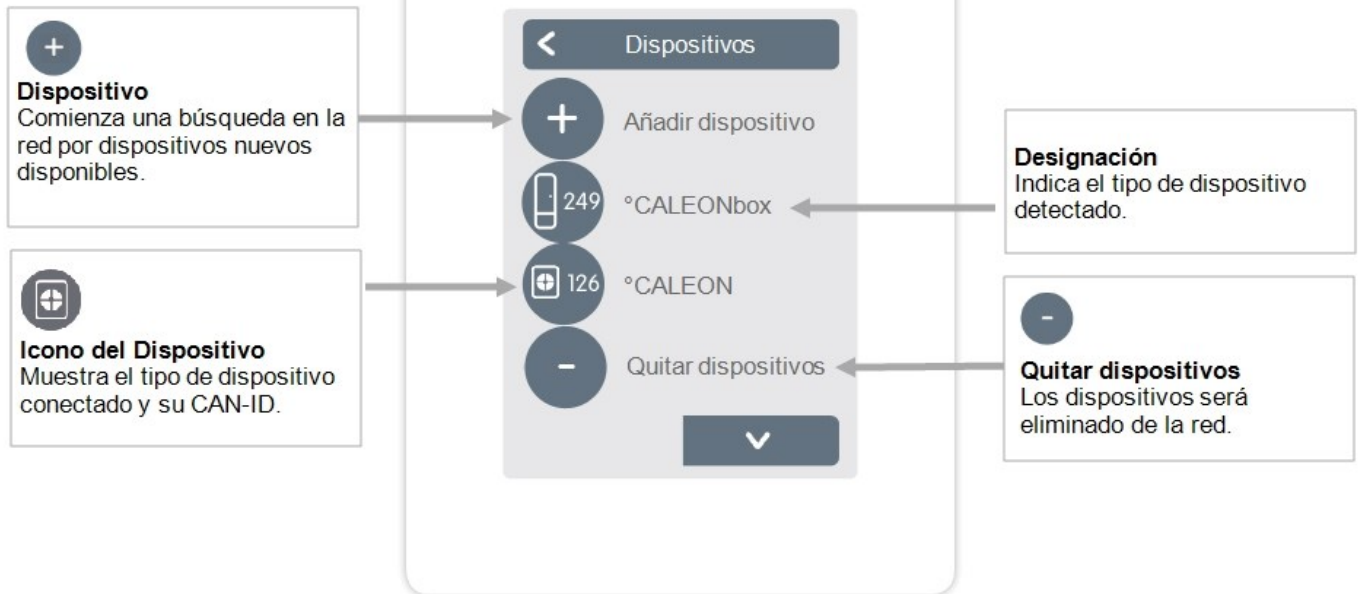 +
Dispositivo
Comienza una búsqueda en la
red por dispositivos nuevos
disponibles.
Icono del Dispositivo
Muestra el tipo de dispositivo
conectado y su CAN-ID.
Dispositivos
+ Añadir dispositivo
249 °CALEONbox
126 °CALEON
- Quitar dispositivos
Designación
Indica el tipo de dispositivo
detectado.
-
Quitar dispositivos
Los dispositivos será
eliminado de la red.